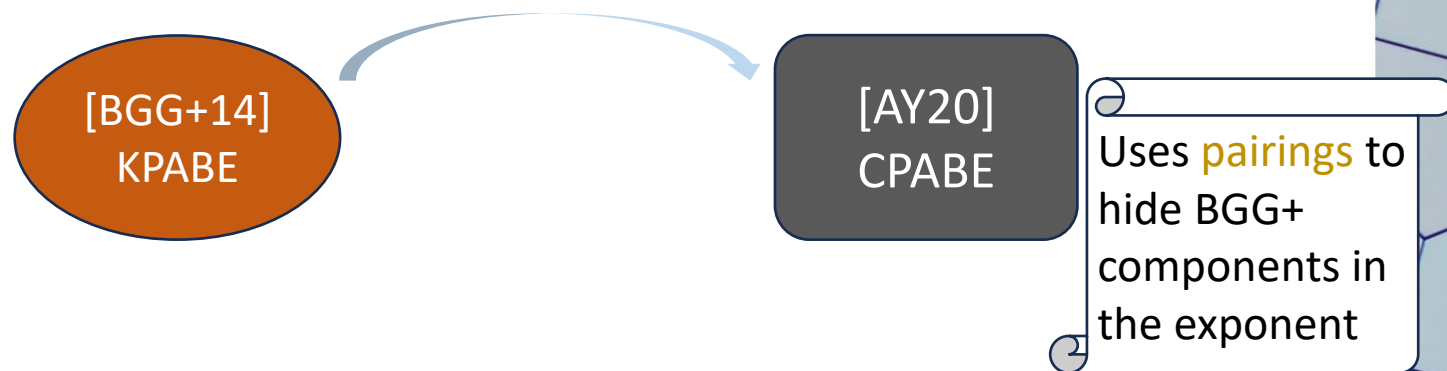 [BGG+14]
KPABE
[AY20]
CPABE
Uses pairings to
hide BGG+
components in
the exponent